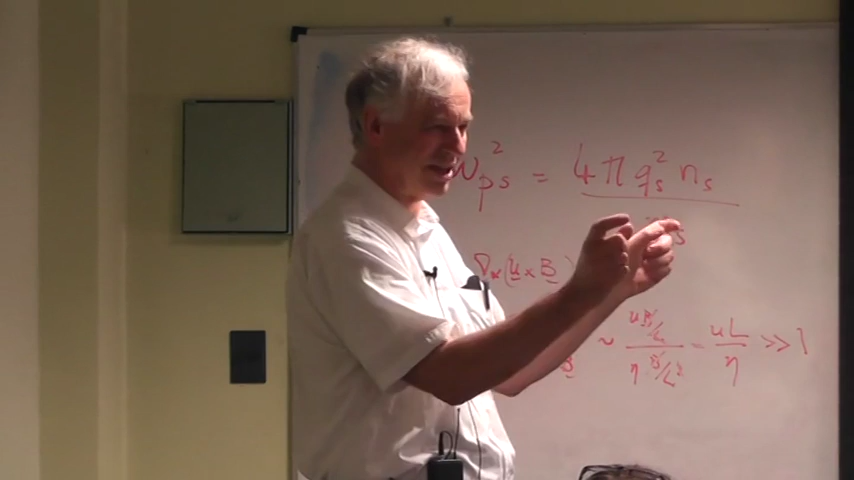 ω_ps² = 4π q_s² n_s
s
∇×(u × B)
B ~ uB/L / ηB/L² = uL/η >> 1